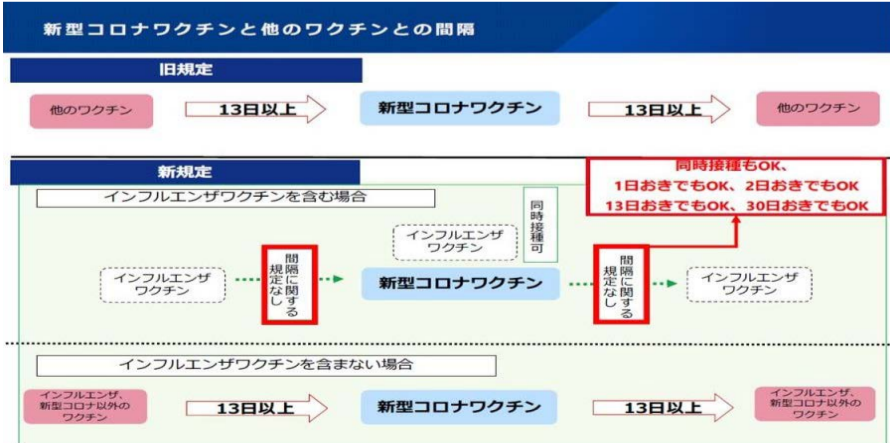 新型コロナワクチンと他のワクチンとの間隔
旧規定
他のワクチン
13日以上
新型コロナワクチン
13日以上
他のワクチン
新規定
同時接種もOK、
1日おきでもOK、2日おきでもOK
13日おきでもOK、30日おきでもOK
インフルエンザワクチンを含む場合
同時接種可
インフルエンザ
ワクチン
インフルエンザ
ワクチン
間隔に関する
規定なし
新型コロナワクチン
間隔に関する
規定なし
インフルエンザ
ワクチン
インフルエンザワクチンを含まない場合
インフルエンザ、
新型コロナ以外の
ワクチン
13日以上
新型コロナワクチン
13日以上
インフルエンザ、
新型コロナ以外の
ワクチン